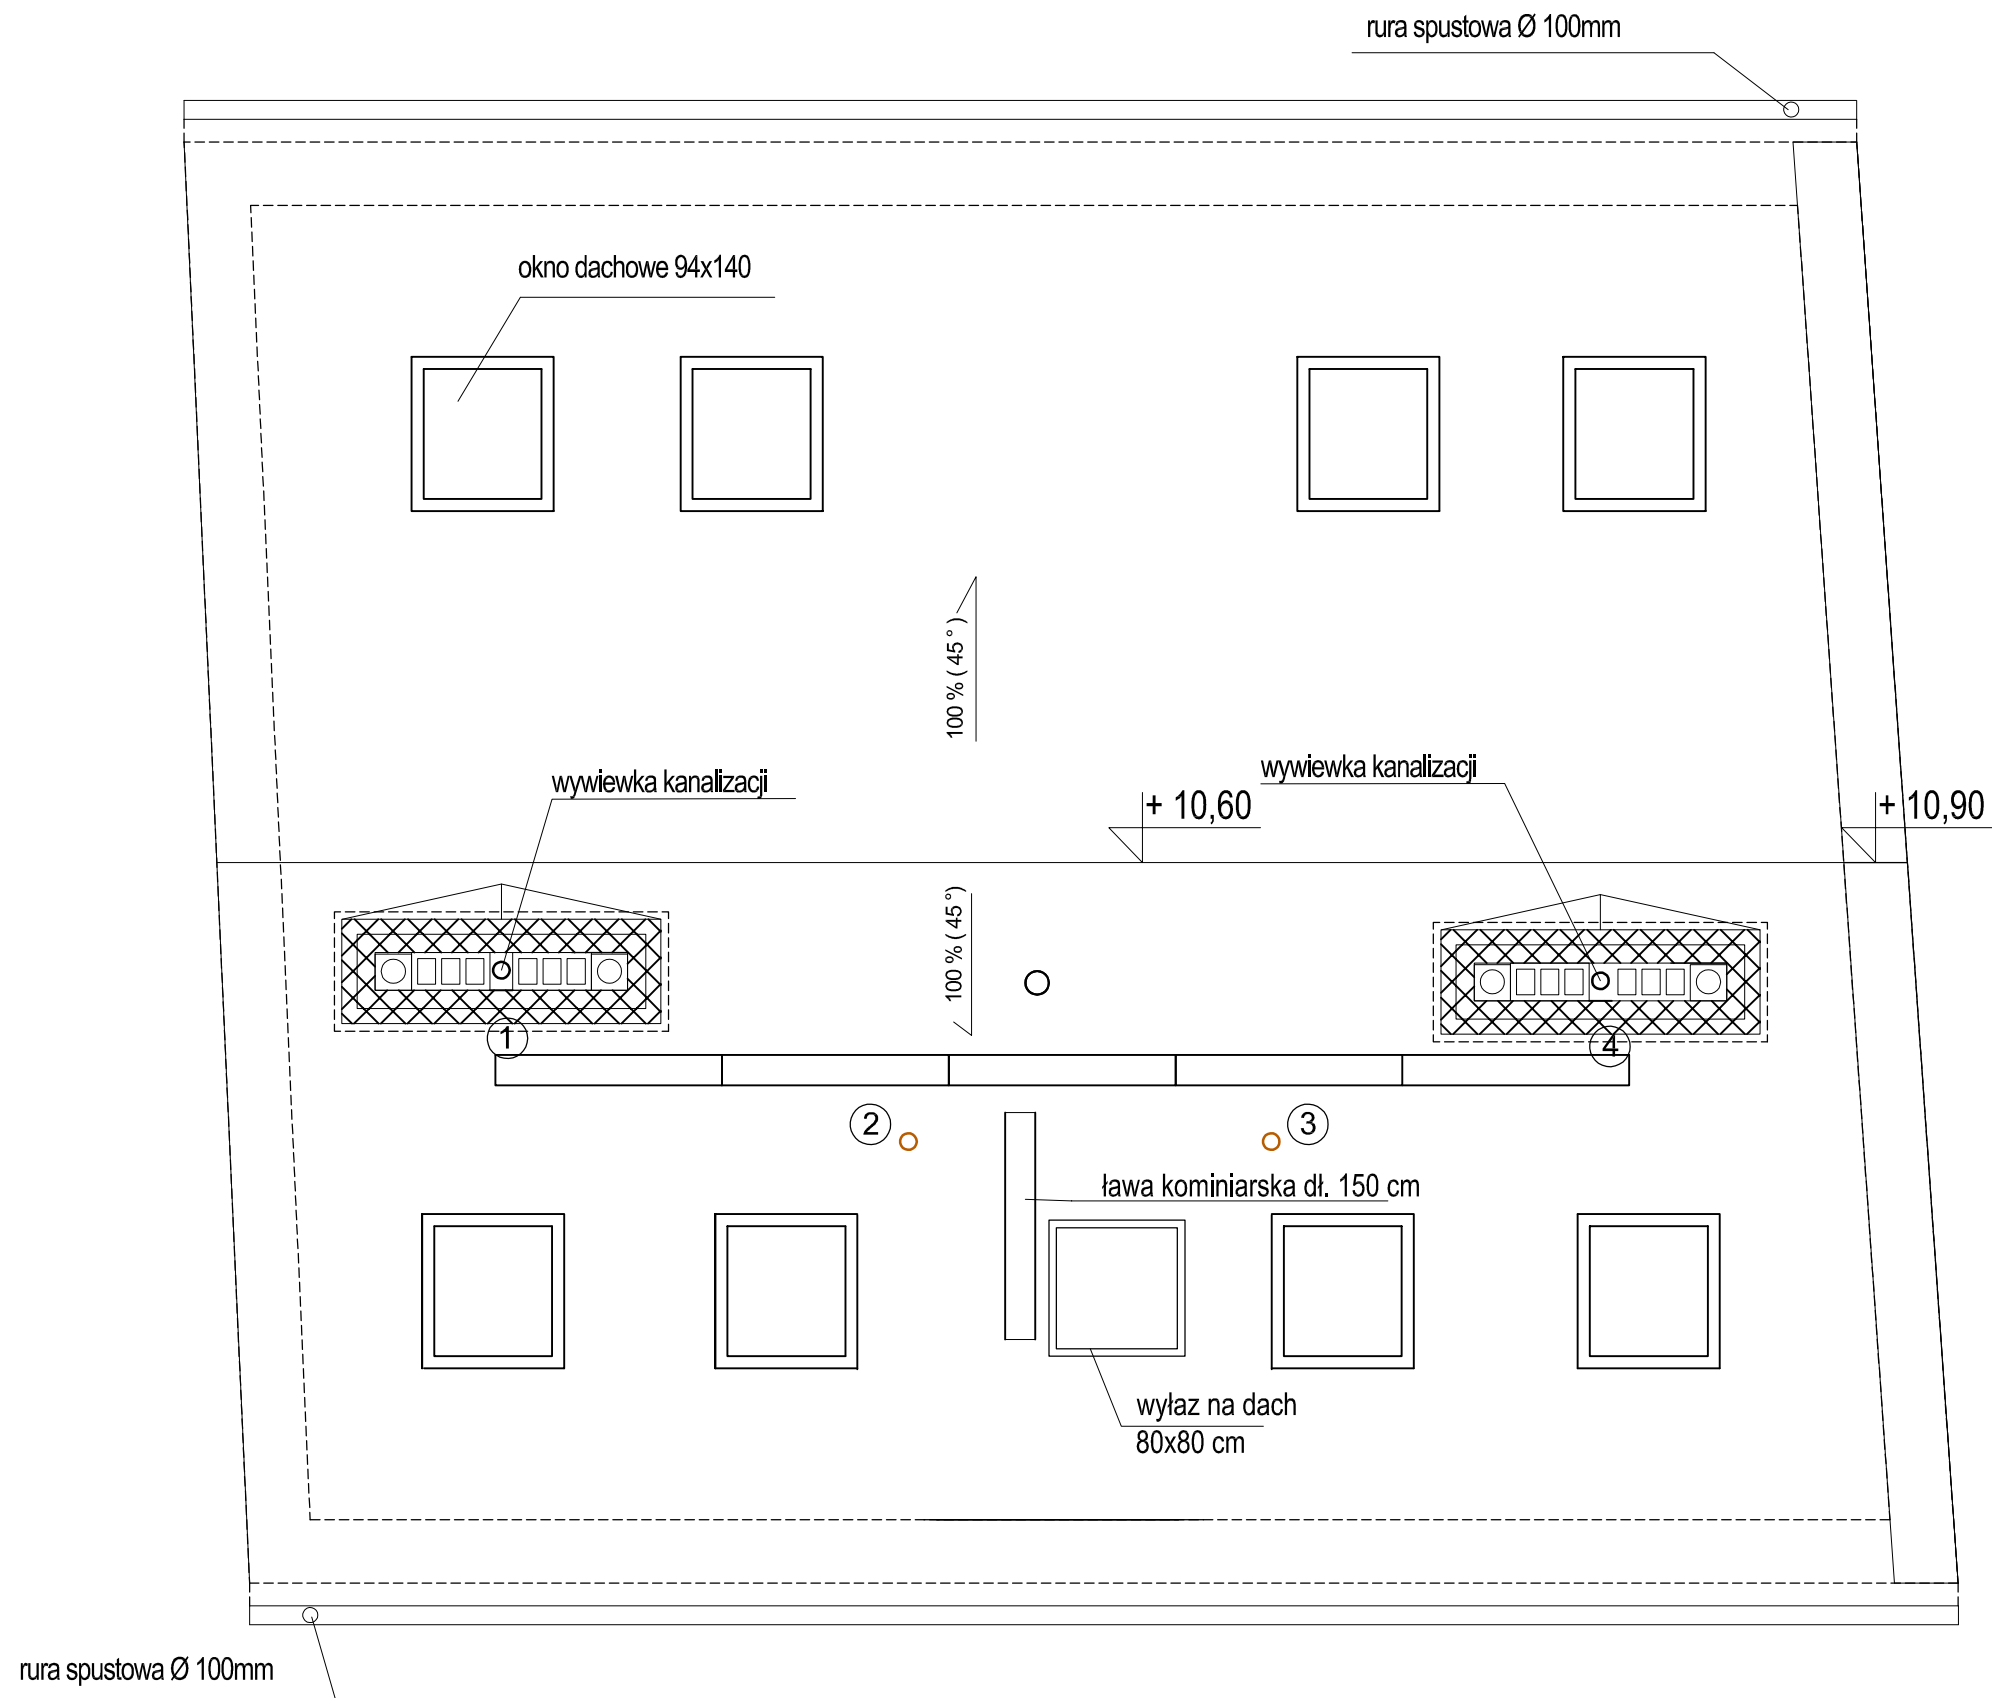 rura spustowa Ø 100mm
okno dachowe 94x140
100 % ( 45 ° )
wywiewka kanalizacji
wywiewka kanalizacji
+ 10,60
+ 10,90
100 % ( 45 °)
1
4
2
3
ława kominiarska dł. 150 cm
wyłaz na dach
80x80 cm
rura spustowa Ø 100mm